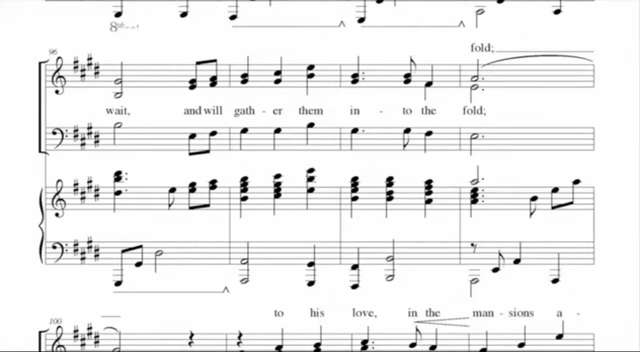 8th
96
fold;
wait, and will gath - er them in - to the fold;
100
to his love, in the man - sions a -